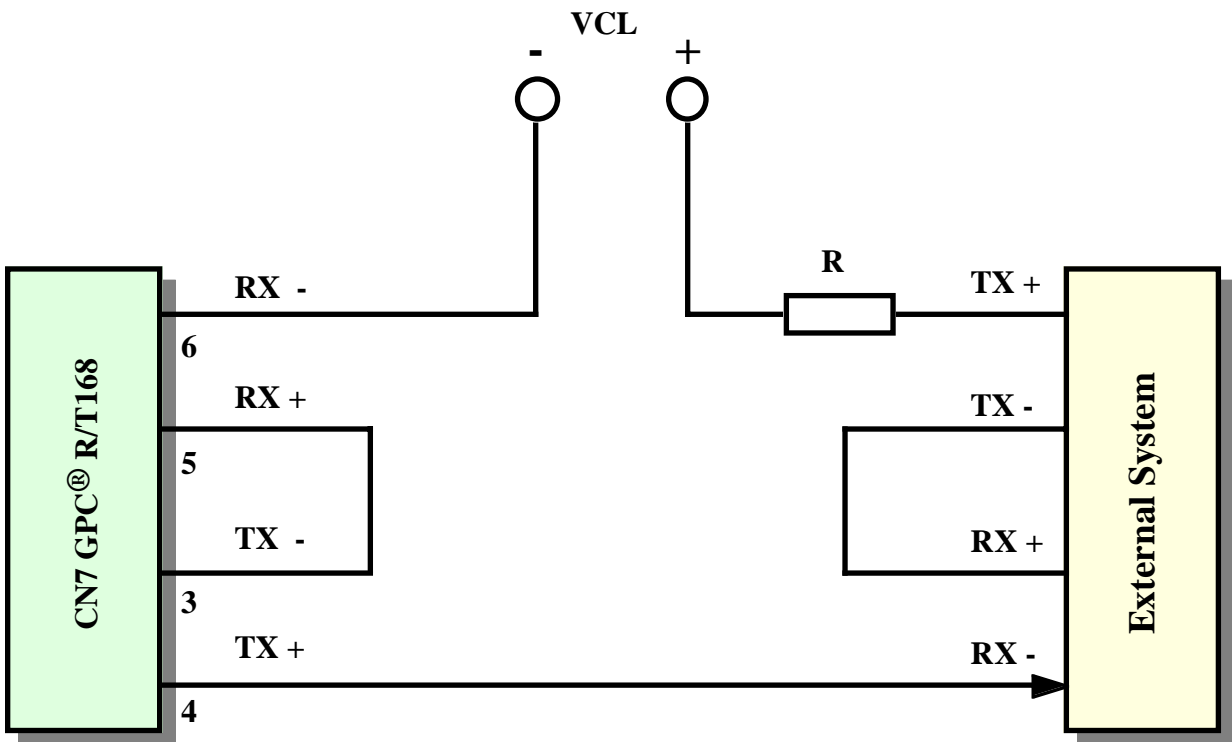 VCL
- +
R
RX -
TX +
6
RX +
TX -
5
TX -
RX +
3
TX +
RX -
4
CN7 GPC® R/T168
External System